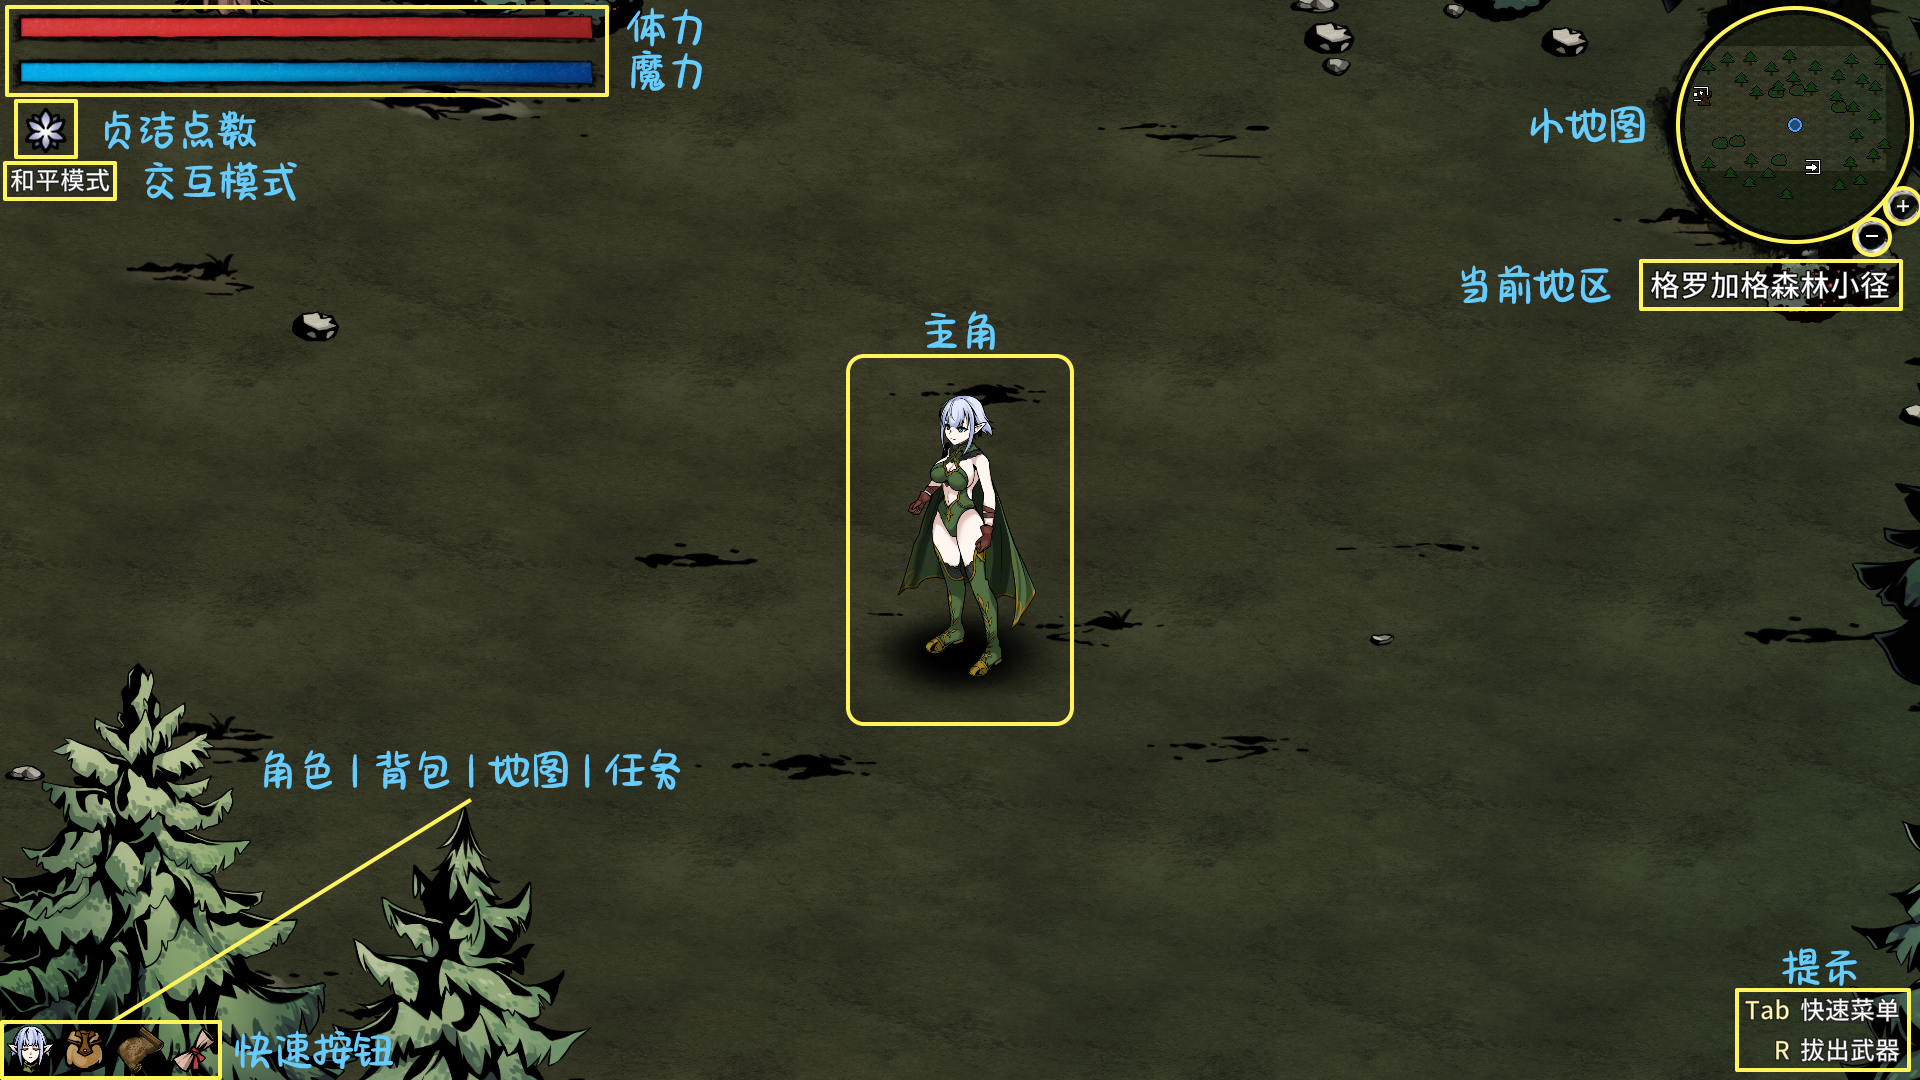 体力
魔力
贞洁点数
和平模式 交互模式
小地图
+
−
当前地区 格罗加格森林小径
主角
角色 | 背包 | 地图 | 任务
快速按钮
提示
Tab 快速菜单
R 拔出武器